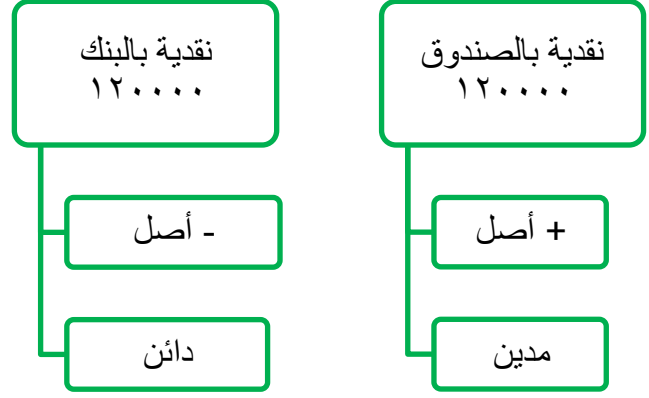 نقدية بالصندوق
١٢٠٠٠٠
+ أصل
مدين
نقدية بالبنك
١٢٠٠٠٠
- أصل
دائن